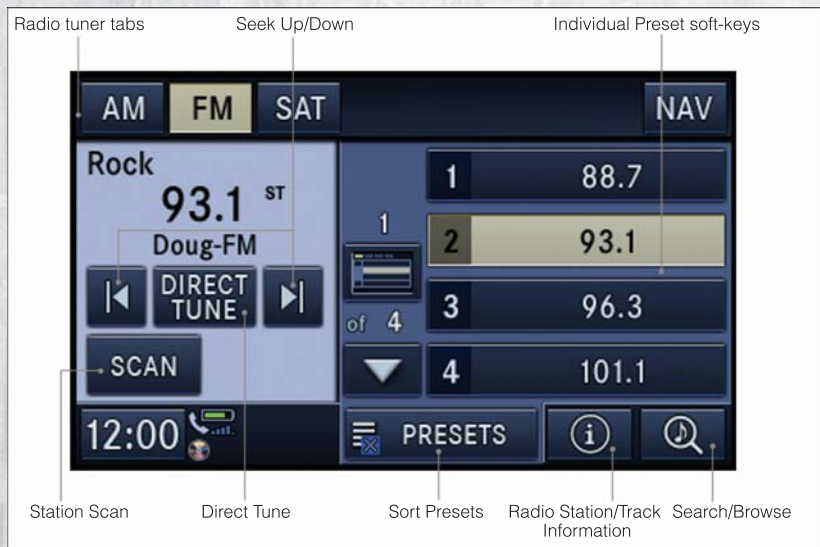 Radio tuner tabs
Seek Up/Down
Individual Preset soft-keys
AM
FM
SAT
NAV
Rock
93.1 ST
Doug-FM
DIRECT
TUNE
SCAN
12:00
1
of 4
1 88.7
2 93.1
3 96.3
4 101.1
PRESETS
i
Station Scan
Direct Tune
Sort Presets
Radio Station/Track
Information
Search/Browse